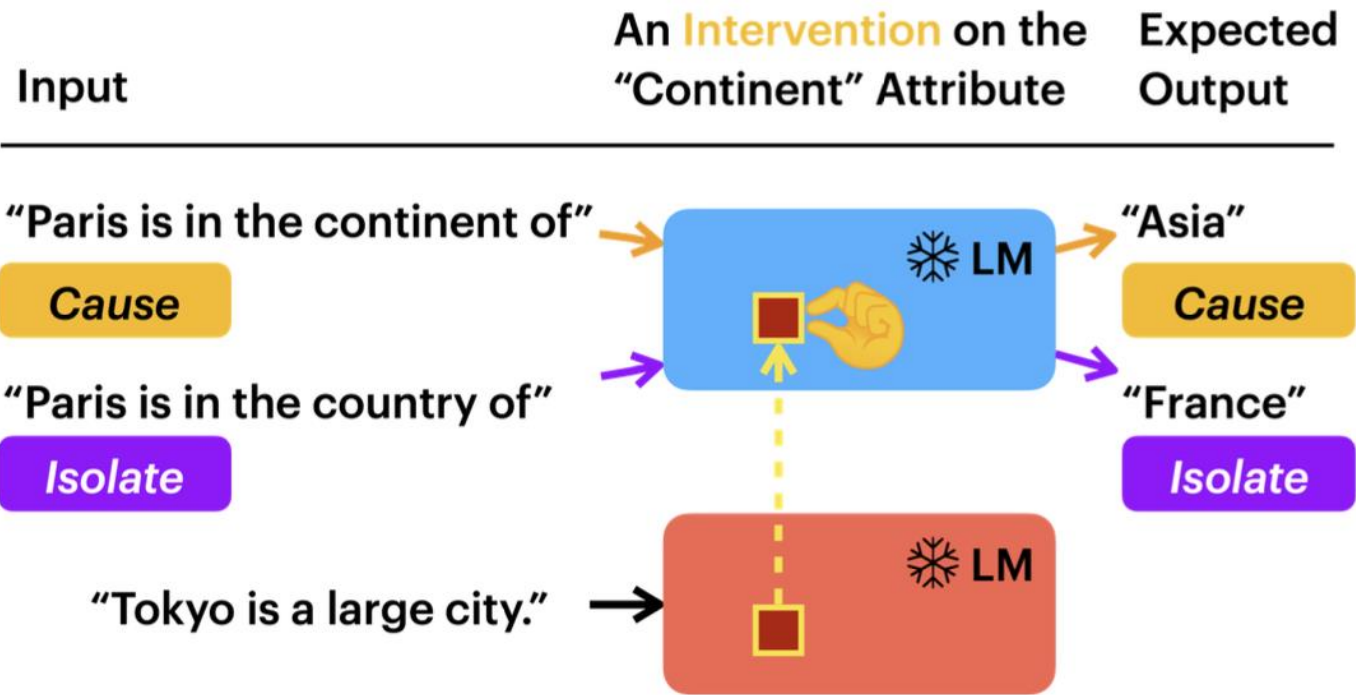 Input
An Intervention on the
“Continent” Attribute
Expected
Output
“Paris is in the continent of”
Cause
LM
“Asia”
Cause
“Paris is in the country of”
Isolate
“France”
Isolate
“Tokyo is a large city.”
LM